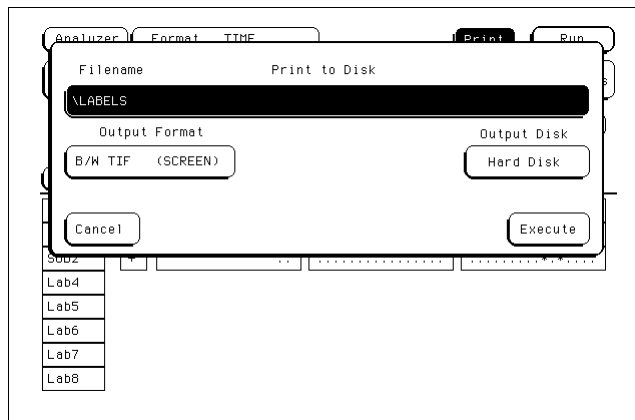 Analyzer Format TIME Print Run
Filename Print to Disk
\LABELS
Output Format Output Disk
B/W TIF (SCREEN) Hard Disk
Cancel Execute
Sub2 + .. ................ ..........*.*....
Lab4
Lab5
Lab6
Lab7
Lab8